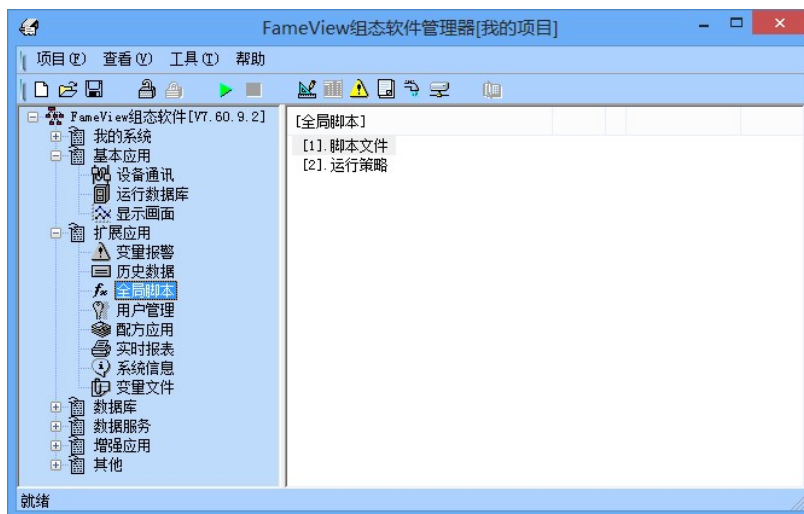 FameView组态软件管理器[我的项目]
项目(F) 查看(V) 工具(T) 帮助
FameView组态软件[V7.60.9.2]
我的系统
基本应用
设备通讯
运行数据库
显示画面
扩展应用
变量报警
历史数据
全局脚本
用户管理
配方应用
实时报表
系统信息
变量文件
数据库
数据服务
增强应用
其他
[全局脚本]
[1].脚本文件
[2].运行策略
就绪